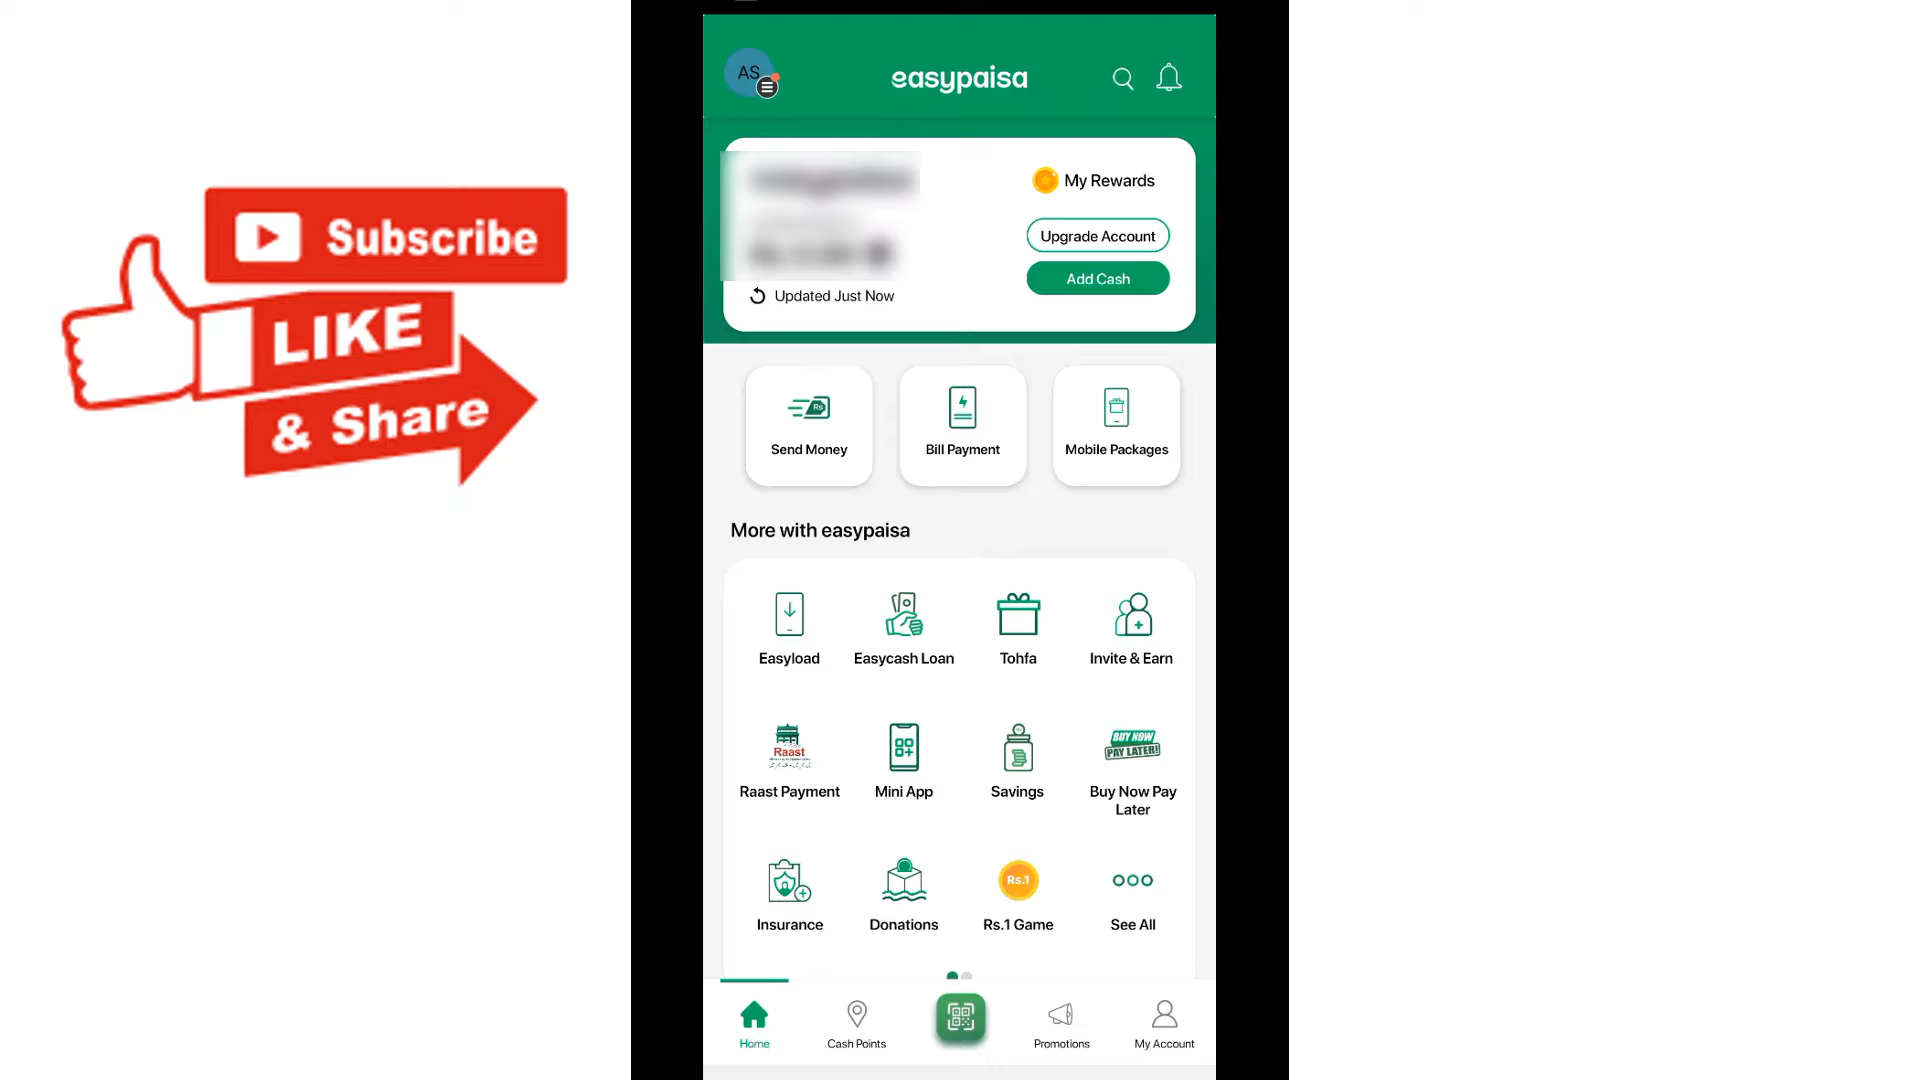 Subscribe
LIKE
& Share
AS
easypaisa
My Rewards
Upgrade Account
Add Cash
Updated Just Now
Rs
Send Money
Bill Payment
Mobile Packages
More with easypaisa
Easyload
Easycash Loan
Tohfa
Invite & Earn
Raast
BUY NOW
PAY LATER!
Raast Payment
Mini App
Savings
Buy Now Pay
Later
Rs.1
Insurance
Donations
Rs.1 Game
See All
Home
Cash Points
Promotions
My Account